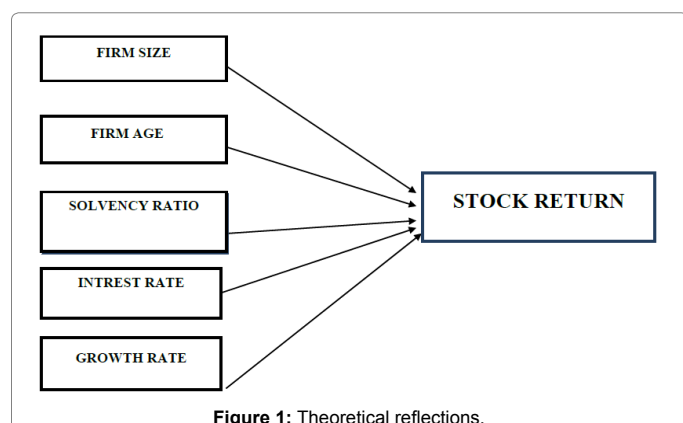 FIRM SIZE
FIRM AGE
SOLVENCY RATIO
STOCK RETURN
INTREST RATE
GROWTH RATE
Figure 1: Theoretical reflections.